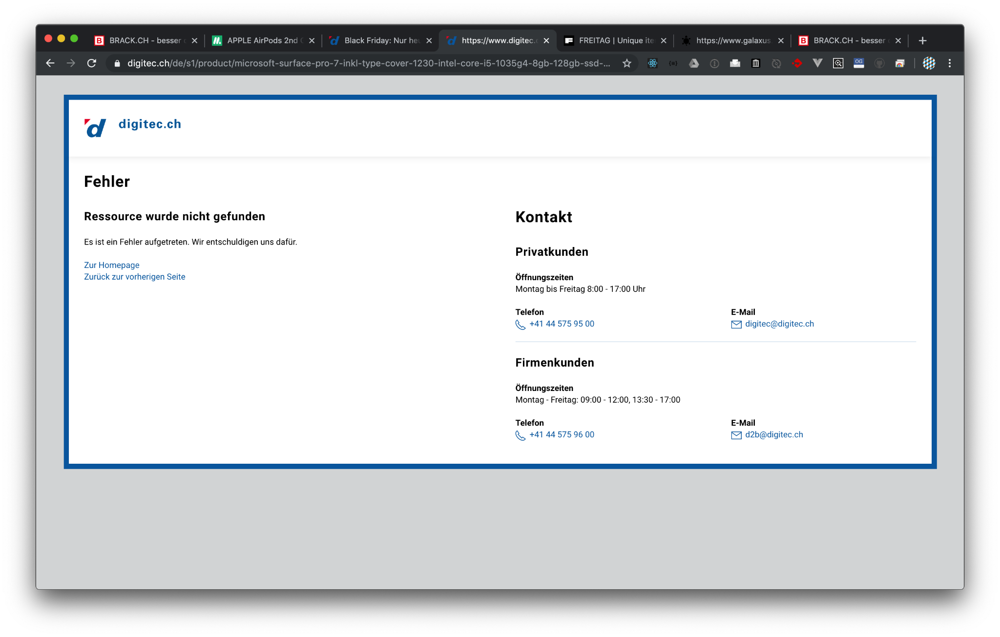 BRACK.CH - besser
APPLE AirPods 2nd
Black Friday: Nur heu
https://www.digitec.c
FREITAG | Unique ite
https://www.galaxus.
BRACK.CH - besser
digitec.ch/de/s1/product/microsoft-surface-pro-7-inkl-type-cover-1230-intel-core-i5-1035g4-8gb-128gb-ssd-...
OG
digitec.ch
Fehler
Ressource wurde nicht gefunden
Es ist ein Fehler aufgetreten. Wir entschuldigen uns dafür.
Zur Homepage
Zurück zur vorherigen Seite
Kontakt
Privatkunden
Öffnungszeiten
Montag bis Freitag 8:00 - 17:00 Uhr
Telefon
+41 44 575 95 00
E-Mail
digitec@digitec.ch
Firmenkunden
Öffnungszeiten
Montag - Freitag: 09:00 - 12:00, 13:30 - 17:00
Telefon
+41 44 575 96 00
E-Mail
d2b@digitec.ch